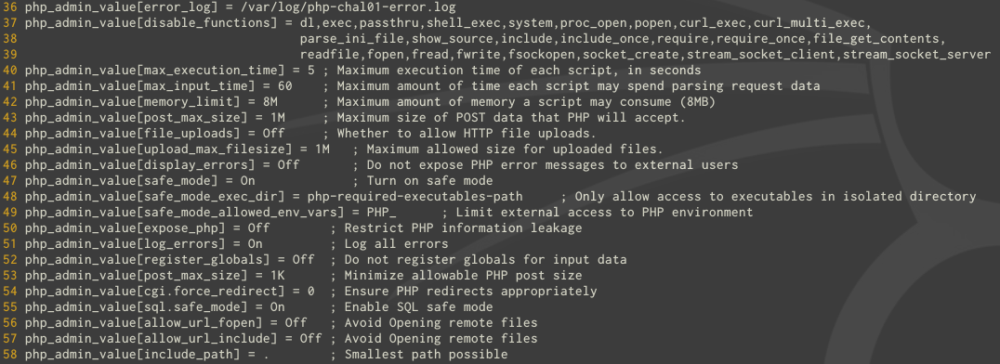 36 php_admin_value[error_log] = /var/log/php-chal01-error.log
37 php_admin_value[disable_functions] = dl,exec,passthru,shell_exec,system,proc_open,popen,curl_exec,curl_multi_exec,
38 parse_ini_file,show_source,include,include_once,require,require_once,file_get_contents,
39 readfile,fopen,fread,fwrite,fsockopen,socket_create,stream_socket_client,stream_socket_server
40 php_admin_value[max_execution_time] = 5 ; Maximum execution time of each script, in seconds
41 php_admin_value[max_input_time] = 60 ; Maximum amount of time each script may spend parsing request data
42 php_admin_value[memory_limit] = 8M ; Maximum amount of memory a script may consume (8MB)
43 php_admin_value[post_max_size] = 1M ; Maximum size of POST data that PHP will accept.
44 php_admin_value[file_uploads] = Off ; Whether to allow HTTP file uploads.
45 php_admin_value[upload_max_filesize] = 1M ; Maximum allowed size for uploaded files.
46 php_admin_value[display_errors] = Off ; Do not expose PHP error messages to external users
47 php_admin_value[safe_mode] = On ; Turn on safe mode
48 php_admin_value[safe_mode_exec_dir] = php-required-executables-path ; Only allow access to executables in isolated directory
49 php_admin_value[safe_mode_allowed_env_vars] = PHP_ ; Limit external access to PHP environment
50 php_admin_value[expose_php] = Off ; Restrict PHP information leakage
51 php_admin_value[log_errors] = On ; Log all errors
52 php_admin_value[register_globals] = Off ; Do not register globals for input data
53 php_admin_value[post_max_size] = 1K ; Minimize allowable PHP post size
54 php_admin_value[cgi.force_redirect] = 0 ; Ensure PHP redirects appropriately
55 php_admin_value[sql.safe_mode] = On ; Enable SQL safe mode
56 php_admin_value[allow_url_fopen] = Off ; Avoid Opening remote files
57 php_admin_value[allow_url_include] = Off ; Avoid Opening remote files
58 php_admin_value[include_path] = . ; Smallest path possible